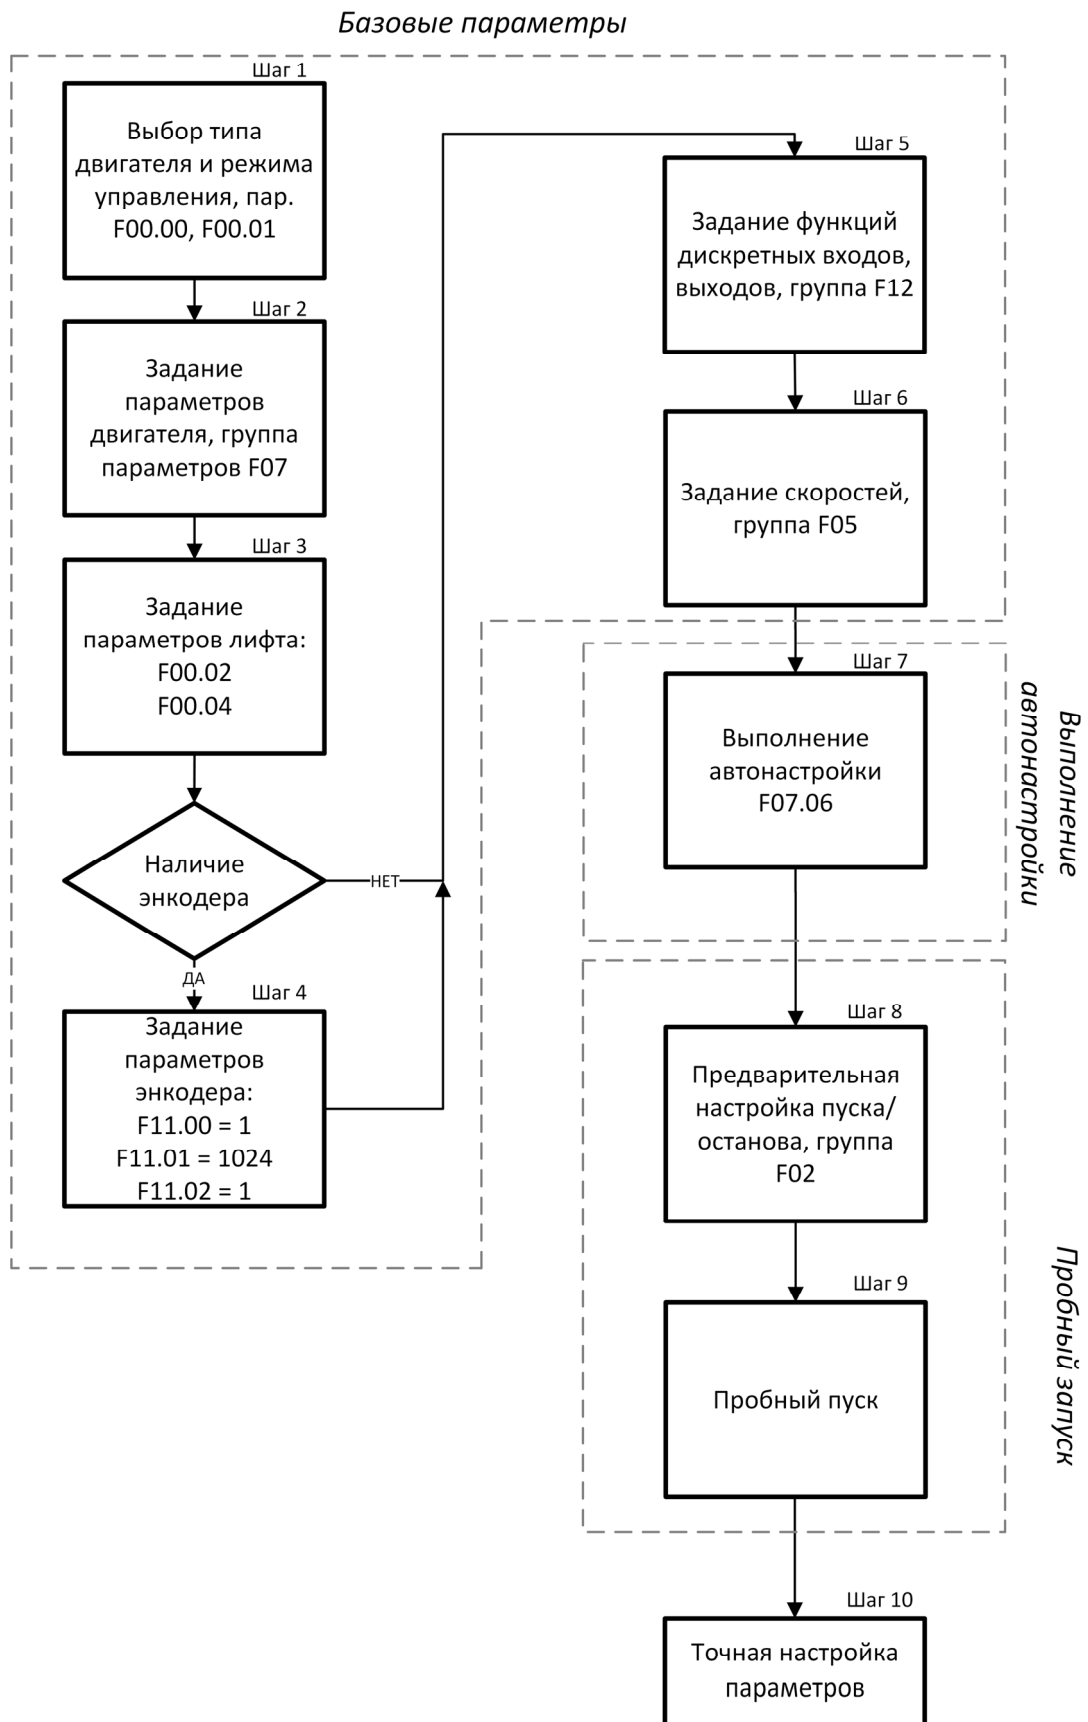 Базовые параметры
Шаг 1
Выбор типа
двигателя и режима
управления, пар.
F00.00, F00.01
Шаг 2
Задание
параметров
двигателя, группа
параметров F07
Шаг 3
Задание
параметров лифта:
F00.02
F00.04
Наличие
энкодера
НЕТ
ДА
Шаг 4
Задание
параметров
энкодера:
F11.00 = 1
F11.01 = 1024
F11.02 = 1
Шаг 5
Задание функций
дискретных входов,
выходов, группа F12
Шаг 6
Задание скоростей,
группа F05
Шаг 7
Выполнение
автонастройки
F07.06
Выполнение
автонастройки
Шаг 8
Предварительная
настройка пуска/
останова, группа
F02
Шаг 9
Пробный пуск
Пробный запуск
Шаг 10
Точная настройка
параметров